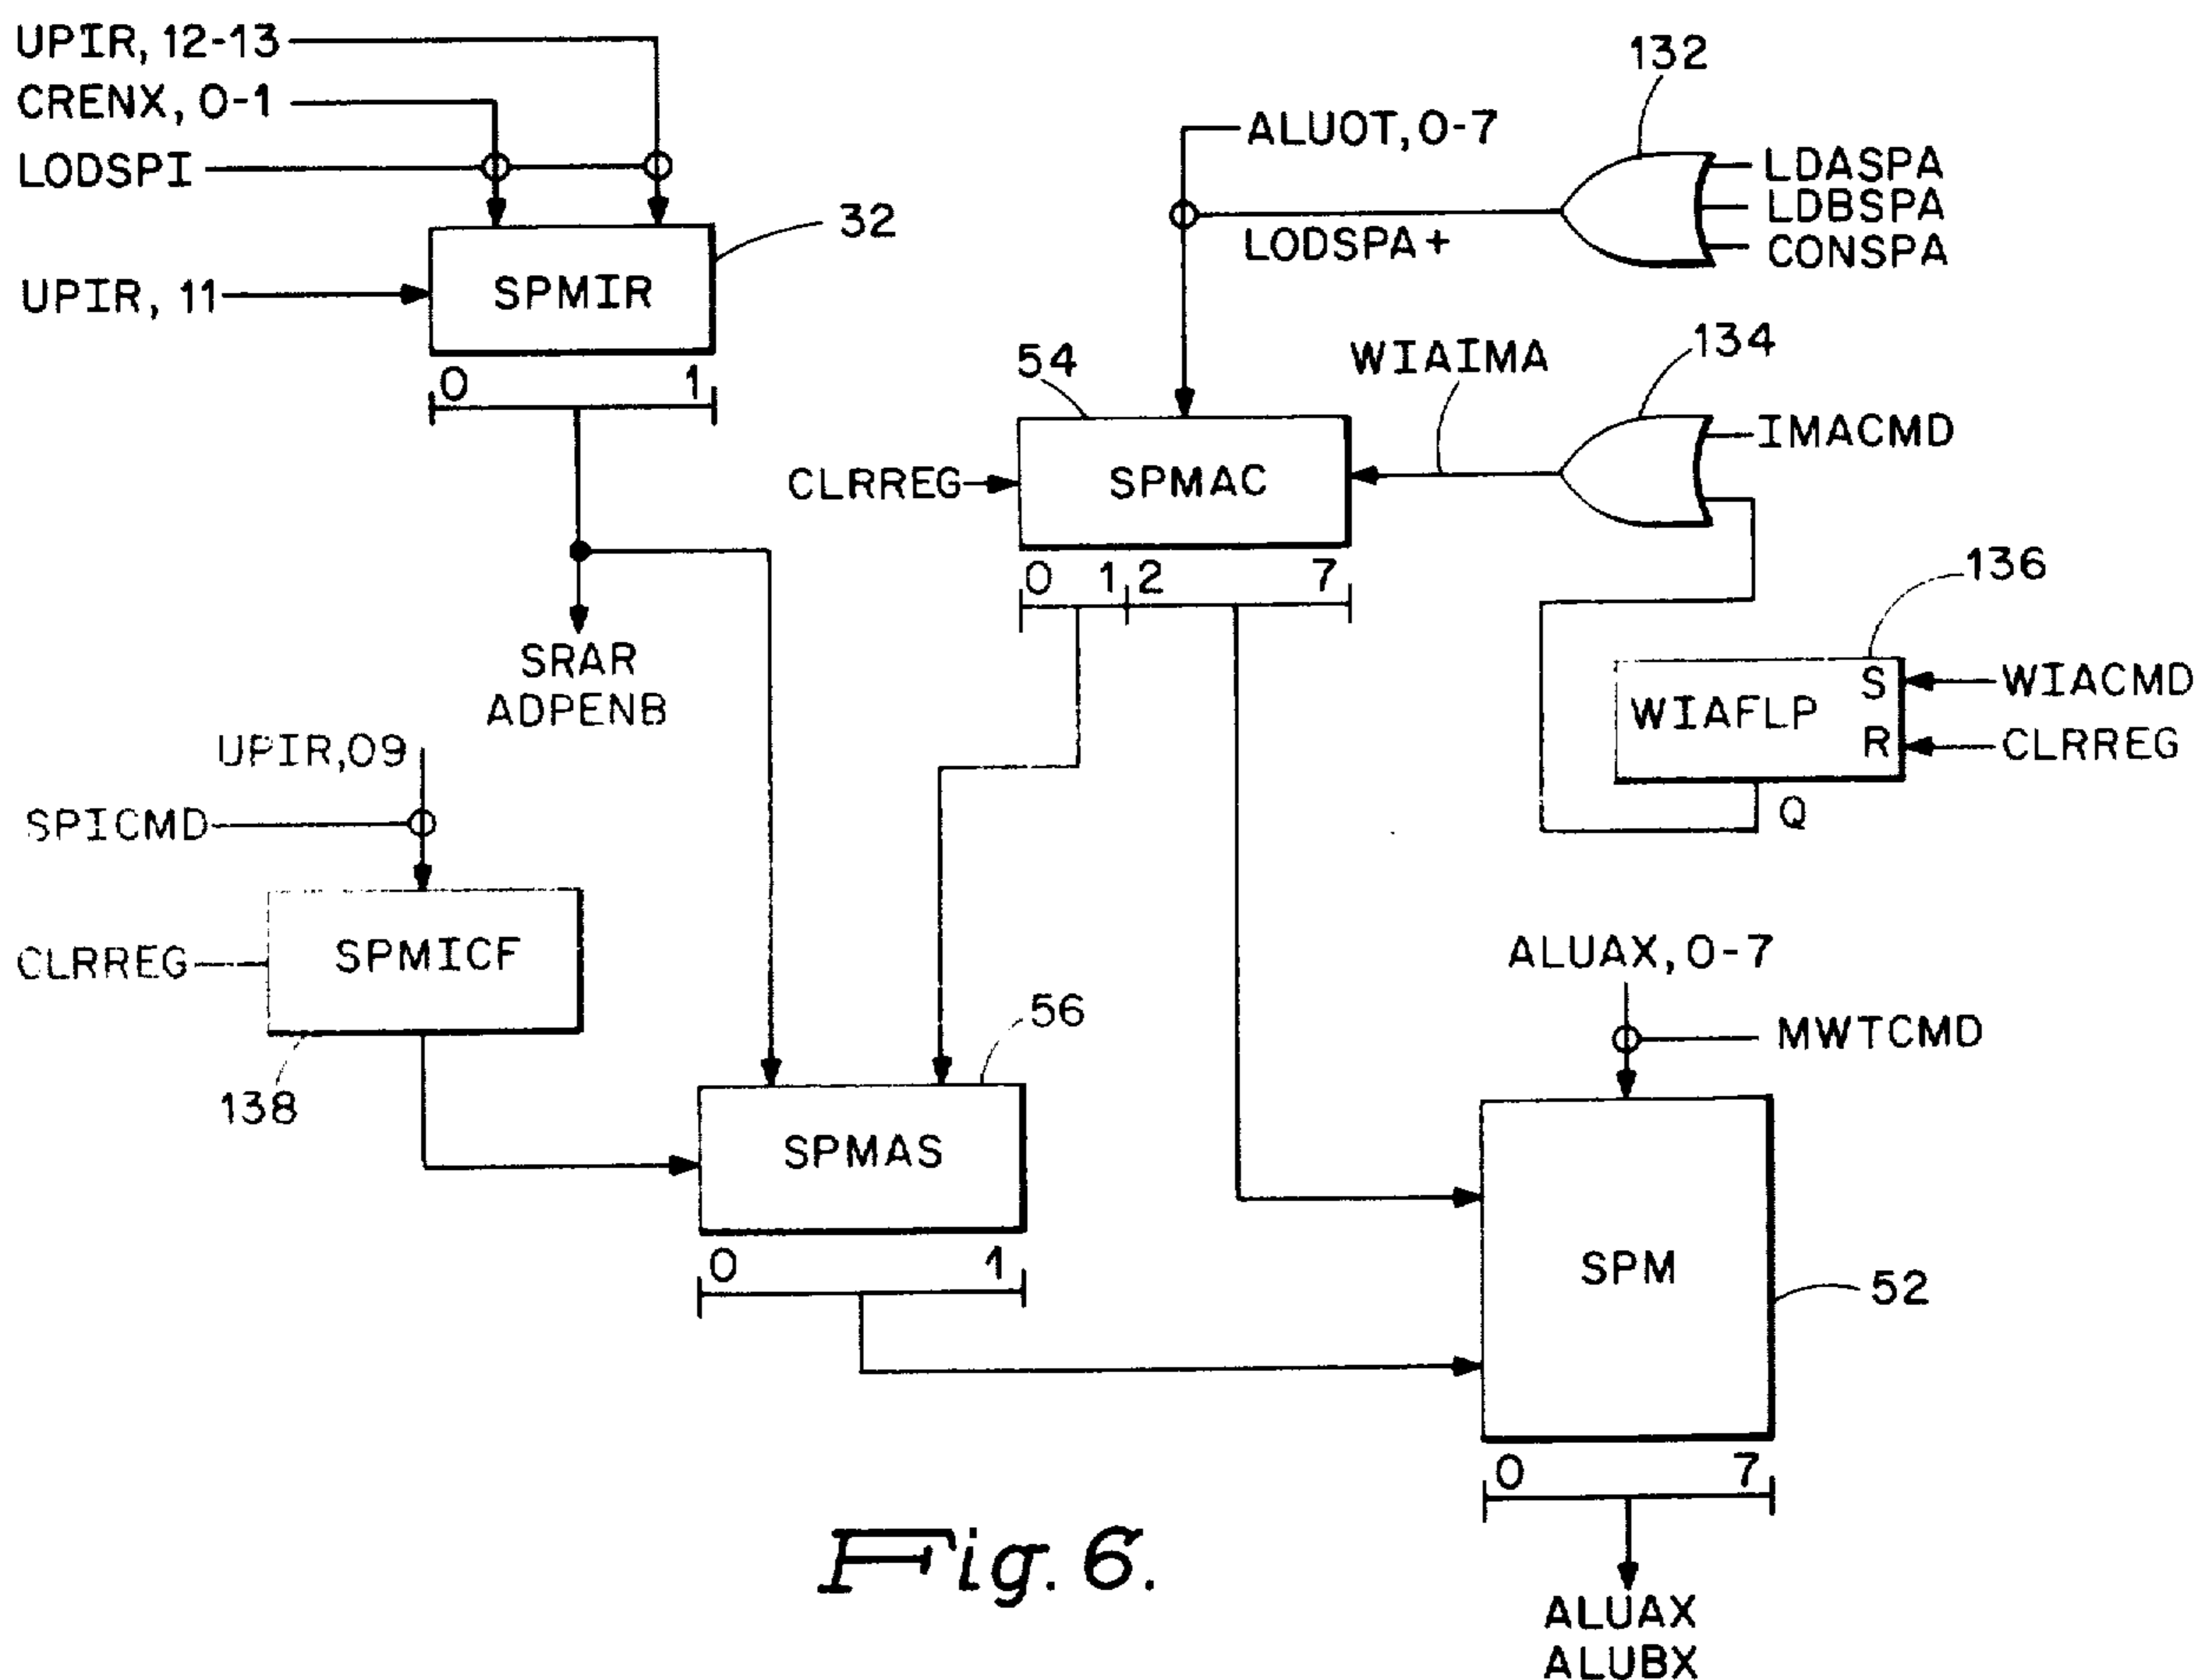 UPIR, 12-13
CRENX, 0-1
LODSPI
UPIR, 11
SPMIR
32
0 1
SRAR
ADPENB
132
ALUOT, 0-7
LDASPA
LDBSPA
CONSPA
LODSPA+
54
WIAIMA
134
IMACMD
CLRREG
SPMAC
0 1 2 7
136
S
WIACMD
WIAFLP
R
CLRREG
Q
UPIR,09
SPICMD
CLRREG
SPMICF
138
56
SPMAS
0 1
ALUAX, 0-7
MWTCMD
SPM
52
0 7
ALUAX
ALUBX
Fig. 6.